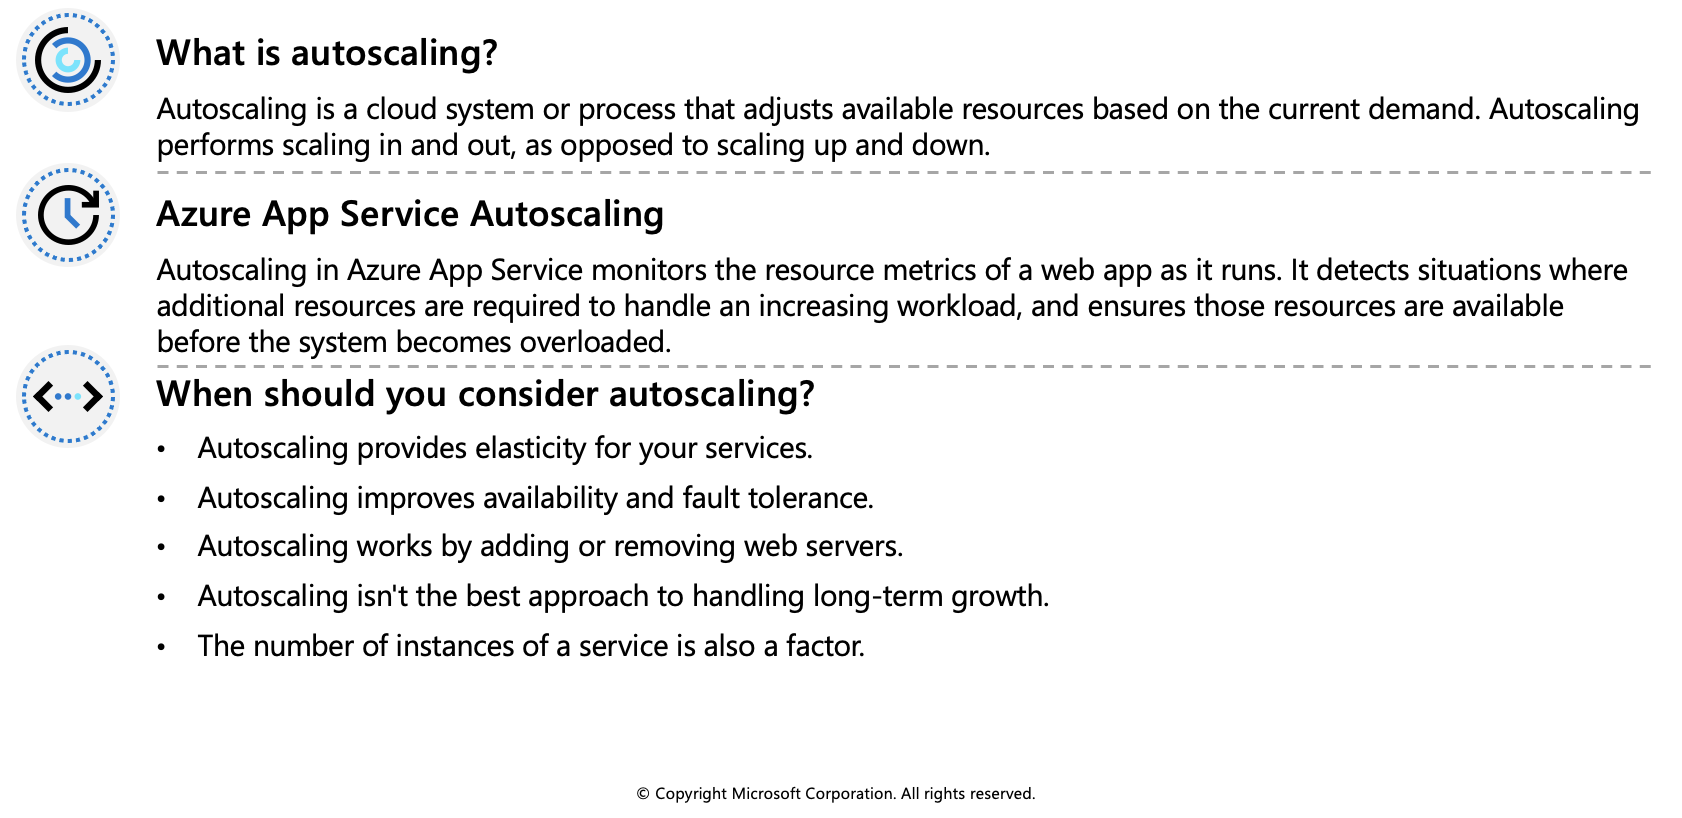 What is autoscaling?
Autoscaling is a cloud system or process that adjusts available resources based on the current demand. Autoscaling
performs scaling in and out, as opposed to scaling up and down.
Azure App Service Autoscaling
Autoscaling in Azure App Service monitors the resource metrics of a web app as it runs. It detects situations where
additional resources are required to handle an increasing workload, and ensures those resources are available
before the system becomes overloaded.
When should you consider autoscaling?
• Autoscaling provides elasticity for your services.
• Autoscaling improves availability and fault tolerance.
• Autoscaling works by adding or removing web servers.
• Autoscaling isn't the best approach to handling long-term growth.
• The number of instances of a service is also a factor.
© Copyright Microsoft Corporation. All rights reserved.